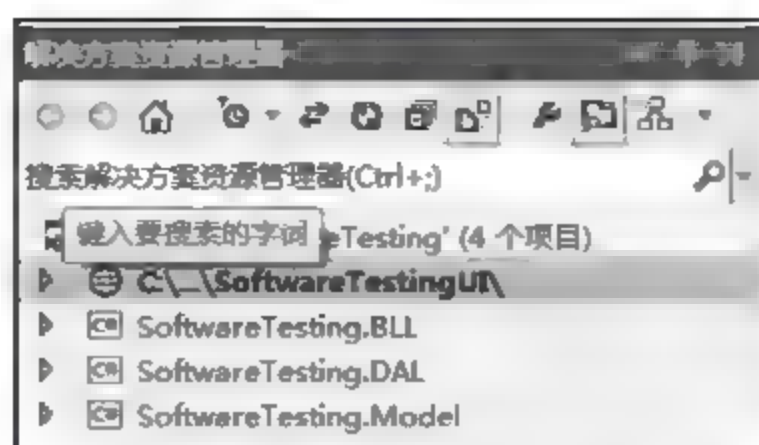 解决方案资源管理器
搜索解决方案资源管理器(Ctrl+;)
键入要搜索的字词 eTesting' (4 个项目)
C:\...\SoftwareTestingUI\
SoftwareTesting.BLL
SoftwareTesting.DAL
SoftwareTesting.Model